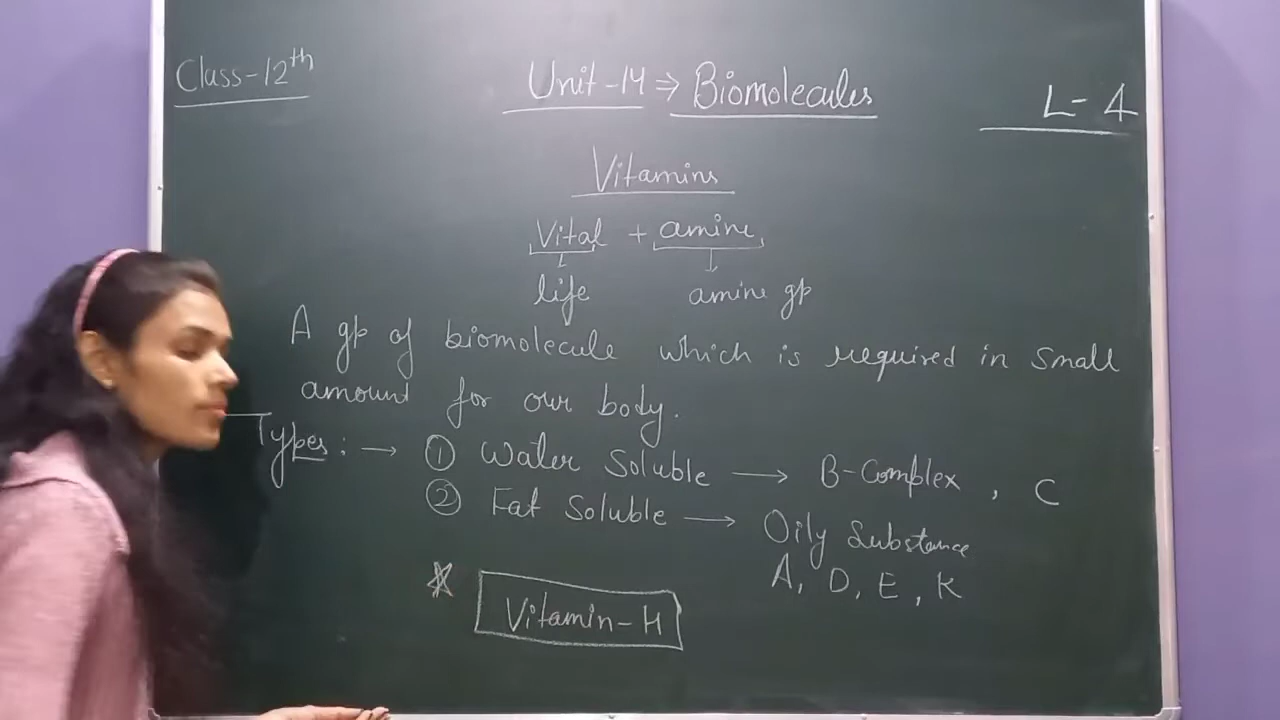 Class-12th
Unit-14 ⇒ Biomolecules
L-4
Vitamins
Vital + amine
life amine gp
A gp of biomolecule which is required in small
amount for our body.
Types: → ① Water Soluble → B-Complex, C
② Fat Soluble → Oily Substance
A, D, E, K
* Vitamin-H